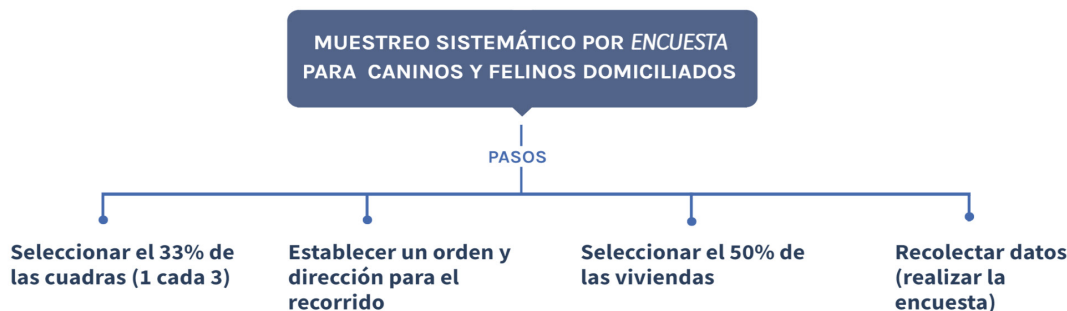 MUESTREO SISTEMÁTICO POR ENCUESTA
PARA CANINOS Y FELINOS DOMICILIADOS
PASOS
Seleccionar el 33% de
las cuadras (1 cada 3)
Establecer un orden y
dirección para el
recorrido
Seleccionar el 50% de
las viviendas
Recolectar datos
(realizar la
encuesta)